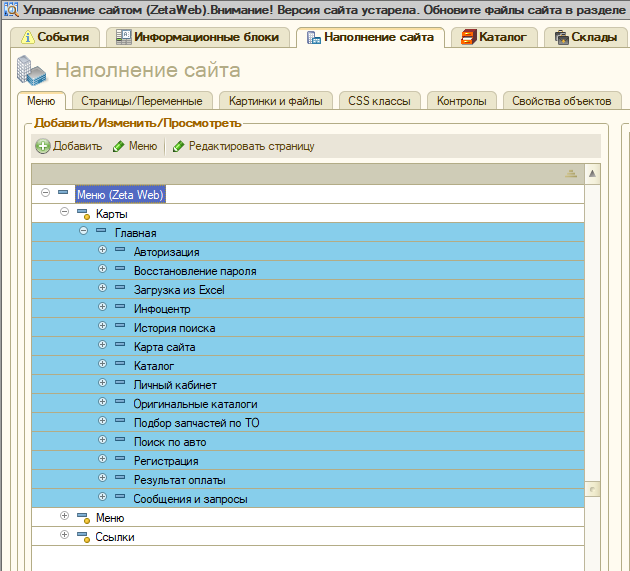 Управление сайтом (ZetaWeb).Внимание! Версия сайта устарела. Обновите файлы сайта в разделе
События Информационные блоки Наполнение сайта Каталог Склады
Наполнение сайта
Меню Страницы/Переменные Картинки и файлы CSS классы Контролы Свойства объектов
Добавить/Изменить/Просмотреть
Добавить Меню Редактировать страницу
Меню (Zeta Web)
Карты
Главная
Авторизация
Восстановление пароля
Загрузка из Excel
Инфоцентр
История поиска
Карта сайта
Каталог
Личный кабинет
Оригинальные каталоги
Подбор запчастей по ТО
Поиск по авто
Регистрация
Результат оплаты
Сообщения и запросы
Меню
Ссылки